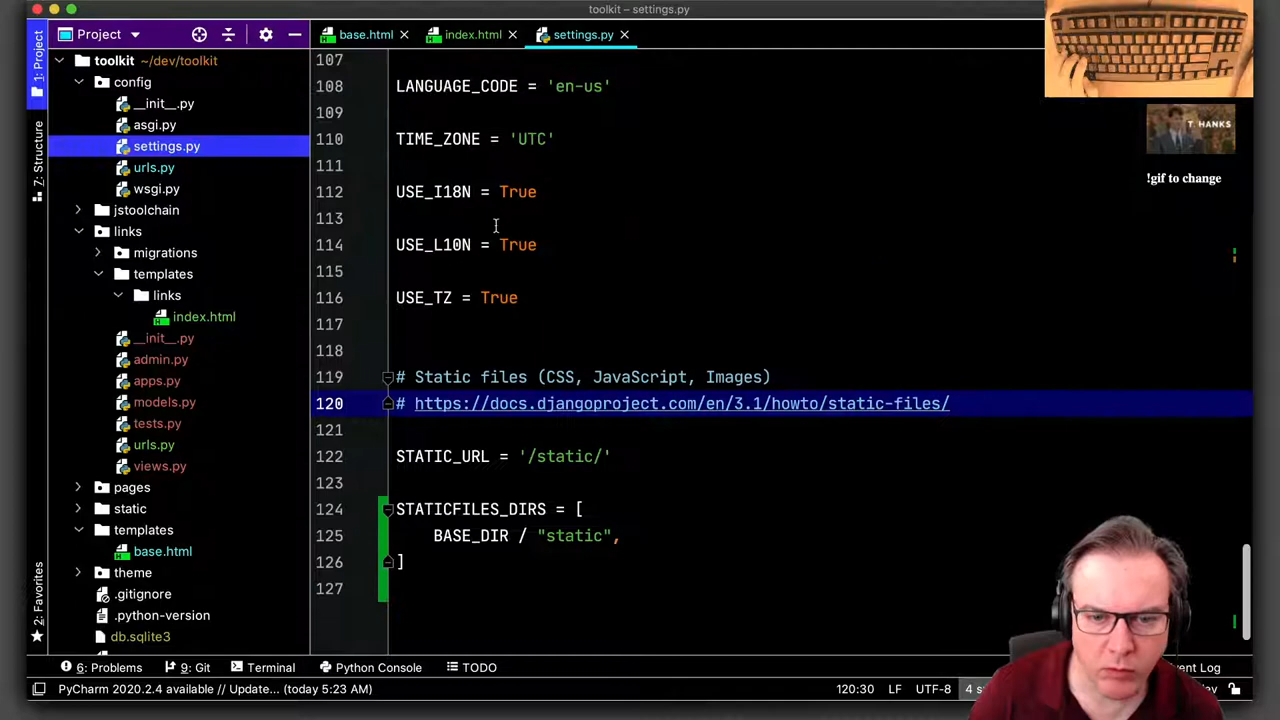 toolkit – settings.py
Project
base.html
index.html
settings.py
T. HANKS
!gif to change
1: Project
7: Structure
2: Favorites
toolkit ~/dev/toolkit
config
__init__.py
asgi.py
settings.py
urls.py
wsgi.py
jstoolchain
links
migrations
templates
links
index.html
__init__.py
admin.py
apps.py
models.py
tests.py
urls.py
views.py
pages
static
templates
base.html
theme
.gitignore
.python-version
db.sqlite3
107
108 LANGUAGE_CODE = 'en-us'
109
110 TIME_ZONE = 'UTC'
111
112 USE_I18N = True
113
114 USE_L10N = True
115
116 USE_TZ = True
117
118
119 # Static files (CSS, JavaScript, Images)
120 # https://docs.djangoproject.com/en/3.1/howto/static-files/
121
122 STATIC_URL = '/static/'
123
124 STATICFILES_DIRS = [
125 BASE_DIR / "static",
126 ]
127
6: Problems
9: Git
Terminal
Python Console
TODO
vent Log
PyCharm 2020.2.4 available // Update... (today 5:23 AM)
120:30
LF
UTF-8
4 s